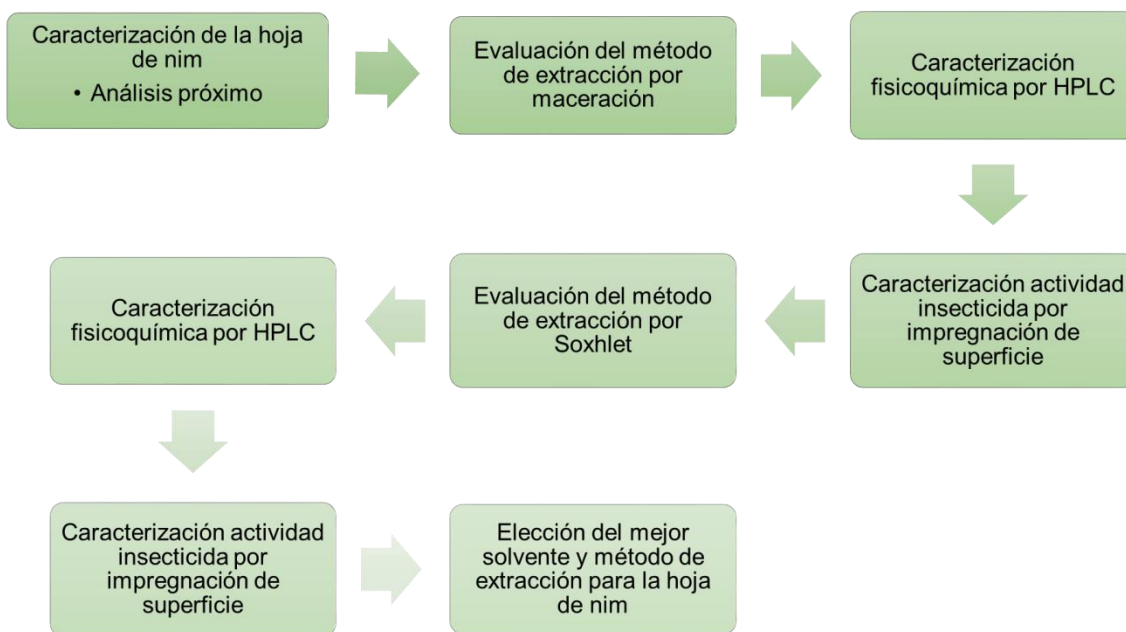 Caracterización de la hoja
de nim
• Análisis próximo
Evaluación del método
de extracción por
maceración
Caracterización
fisicoquímica por HPLC
Caracterización actividad
insecticida por
impregnación de
superficie
Evaluación del método
de extracción por
Soxhlet
Caracterización
fisicoquímica por HPLC
Caracterización actividad
insecticida por
impregnación de
superficie
Elección del mejor
solvente y método de
extracción para la hoja
de nim